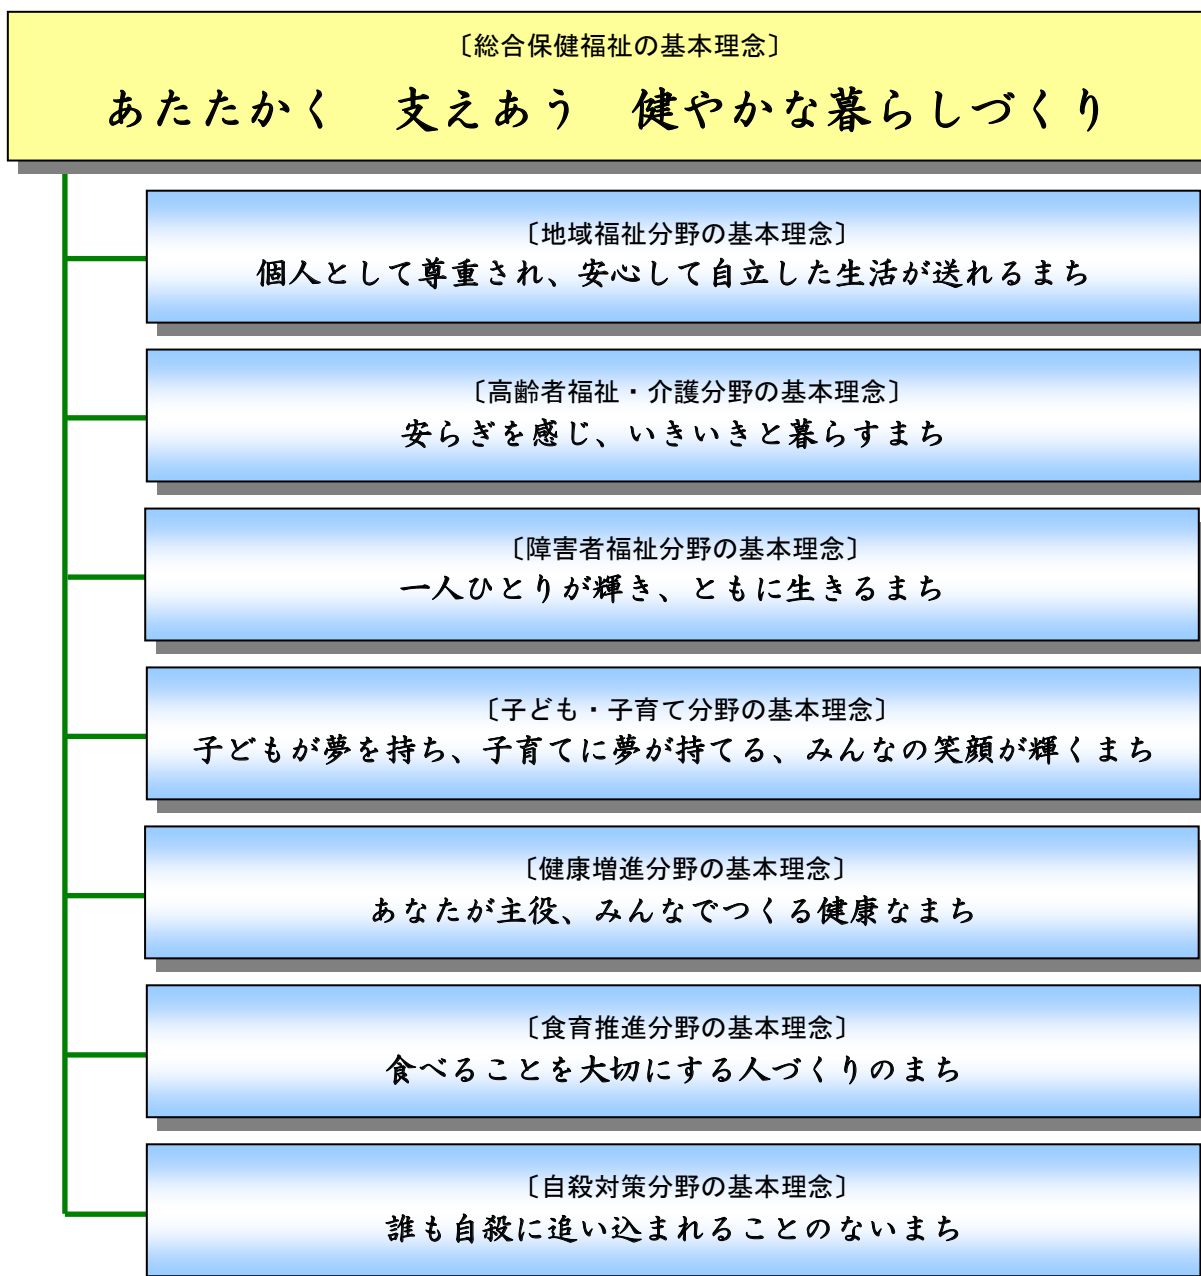 〔総合保健福祉の基本理念〕
あたたかく　支えあう　健やかな暮らしづくり
〔地域福祉分野の基本理念〕
個人として尊重され、安心して自立した生活が送れるまち
〔高齢者福祉・介護分野の基本理念〕
安らぎを感じ、いきいきと暮らすまち
〔障害者福祉分野の基本理念〕
一人ひとりが輝き、ともに生きるまち
〔子ども・子育て分野の基本理念〕
子どもが夢を持ち、子育てに夢が持てる、みんなの笑顔が輝くまち
〔健康増進分野の基本理念〕
あなたが主役、みんなでつくる健康なまち
〔食育推進分野の基本理念〕
食べることを大切にする人づくりのまち
〔自殺対策分野の基本理念〕
誰も自殺に追い込まれることのないまち